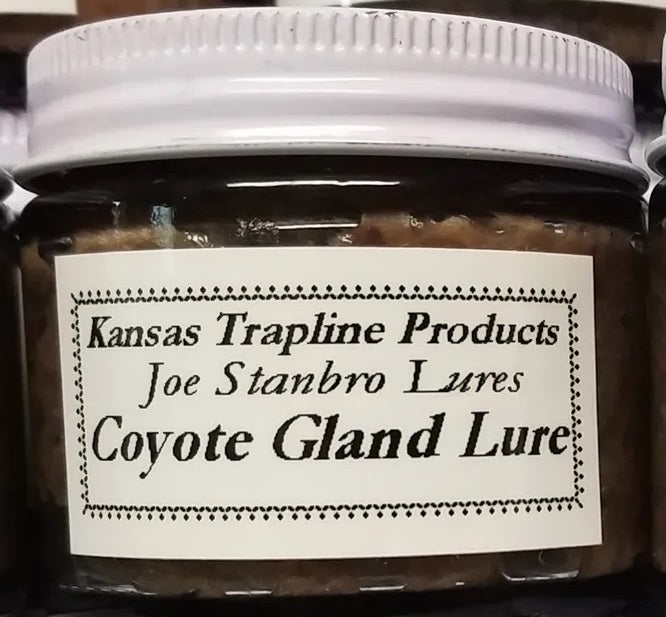 Kansas Trapline Products
Joe Stanbro Lures
Coyote Gland Lure